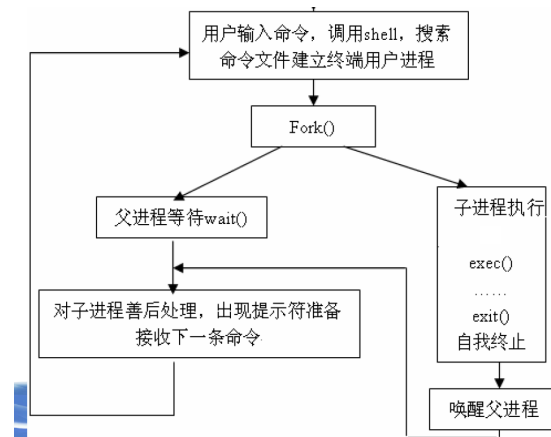 用户输入命令，调用shell，搜索
命令文件建立终端用户进程
Fork()
父进程等待wait()
子进程执行
exec()
……
exit()
自我终止
对子进程善后处理，出现提示符准备
接收下一条命令
唤醒父进程